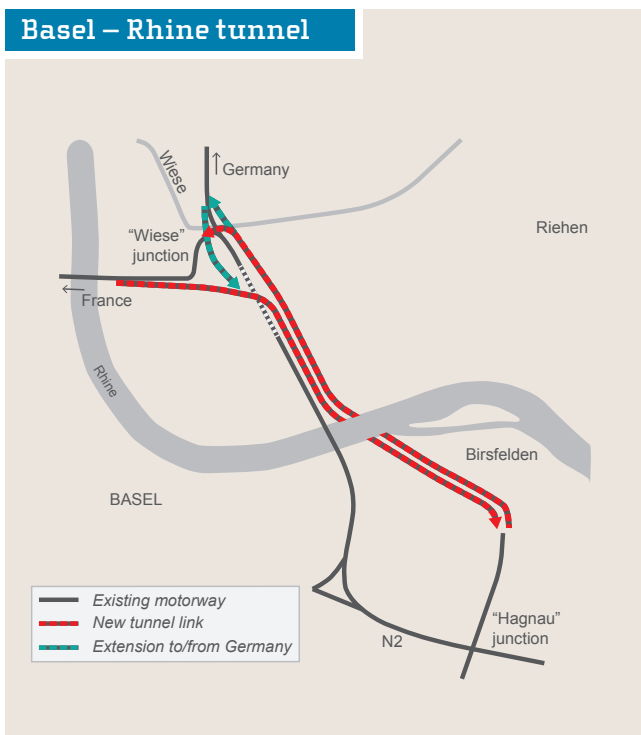 Basel – Rhine tunnel
Wiese
Germany
Riehen
“Wiese”
junction
France
Rhine
Birsfelden
BASEL
Existing motorway
New tunnel link
Extension to/from Germany
N2
“Hagnau”
junction